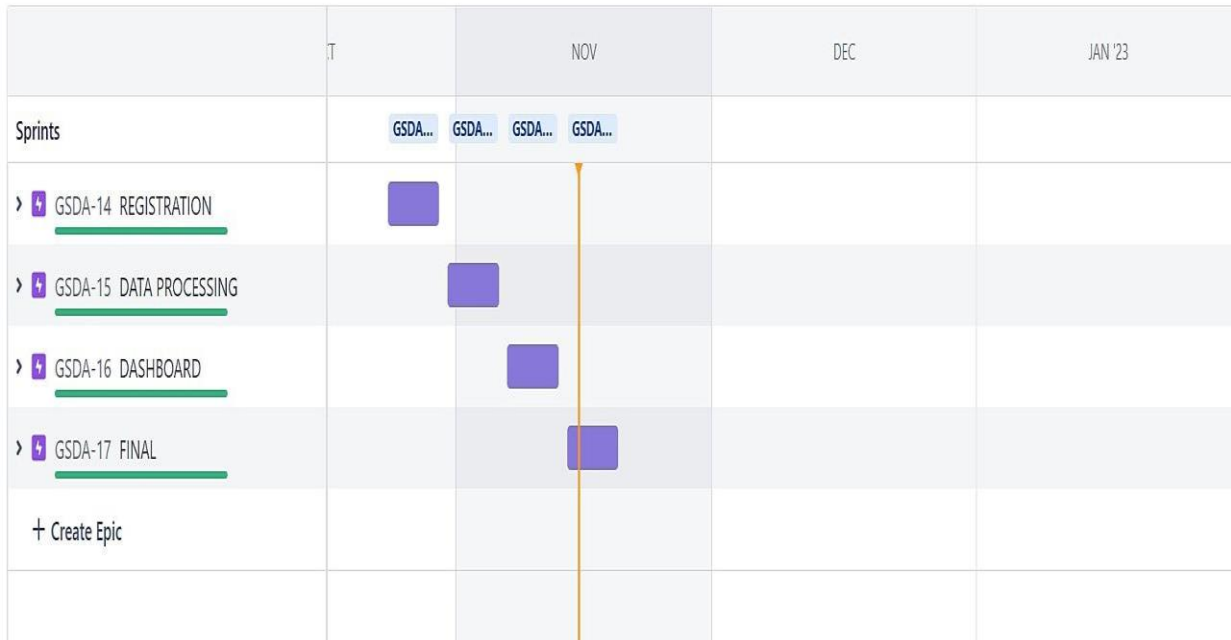 CT NOV DEC JAN '23
Sprints GSDA... GSDA... GSDA... GSDA...
GSDA-14 REGISTRATION
GSDA-15 DATA PROCESSING
GSDA-16 DASHBOARD
GSDA-17 FINAL
+ Create Epic